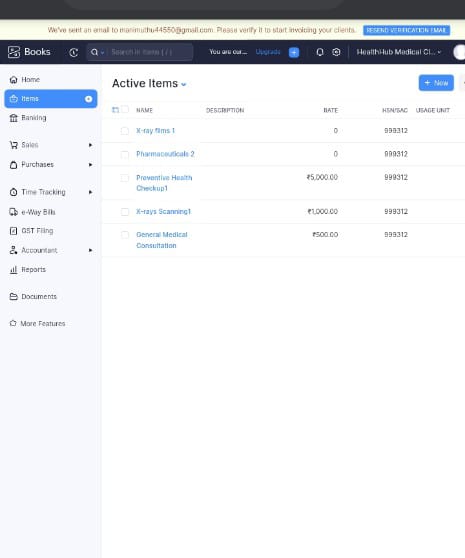 We've sent an email to manimuthu44550@gmail.com. Please verify it to start invoicing your clients. RESEND VERIFICATION EMAIL
Books
Search in Items ( / )
You are curr...
Upgrade
HealthHub Medical Cl...
Home
Items
Banking
Sales
Purchases
Time Tracking
e-Way Bills
GST Filing
Accountant
Reports
Documents
More Features
Active Items
+ New
NAME DESCRIPTION RATE HSN/SAC USAGE UNIT
X-ray films 1 0 999312
Pharmaceuticals 2 0 999312
Preventive Health ₹5,000.00 999312
Checkup1
X-rays Scanning1 ₹1,000.00 999312
General Medical ₹500.00 999312
Consultation